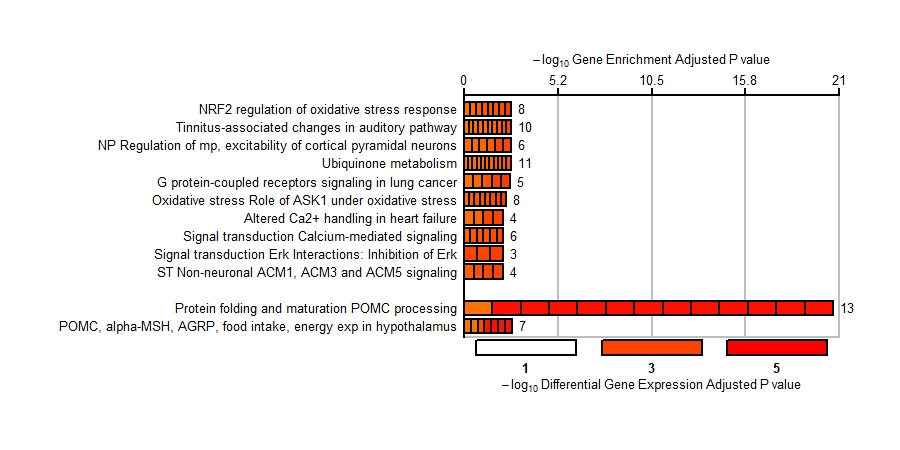 −log10 Gene Enrichment Adjusted P value
0 5.2 10.5 15.8 21
NRF2 regulation of oxidative stress response 8
Tinnitus-associated changes in auditory pathway 10
NP Regulation of mp, excitability of cortical pyramidal neurons 6
Ubiquinone metabolism 11
G protein-coupled receptors signaling in lung cancer 5
Oxidative stress Role of ASK1 under oxidative stress 8
Altered Ca2+ handling in heart failure 4
Signal transduction Calcium-mediated signaling 6
Signal transduction Erk Interactions: Inhibition of Erk 3
ST Non-neuronal ACM1, ACM3 and ACM5 signaling 4
Protein folding and maturation POMC processing 13
POMC, alpha-MSH, AGRP, food intake, energy exp in hypothalamus 7
1 3 5
−log10 Differential Gene Expression Adjusted P value